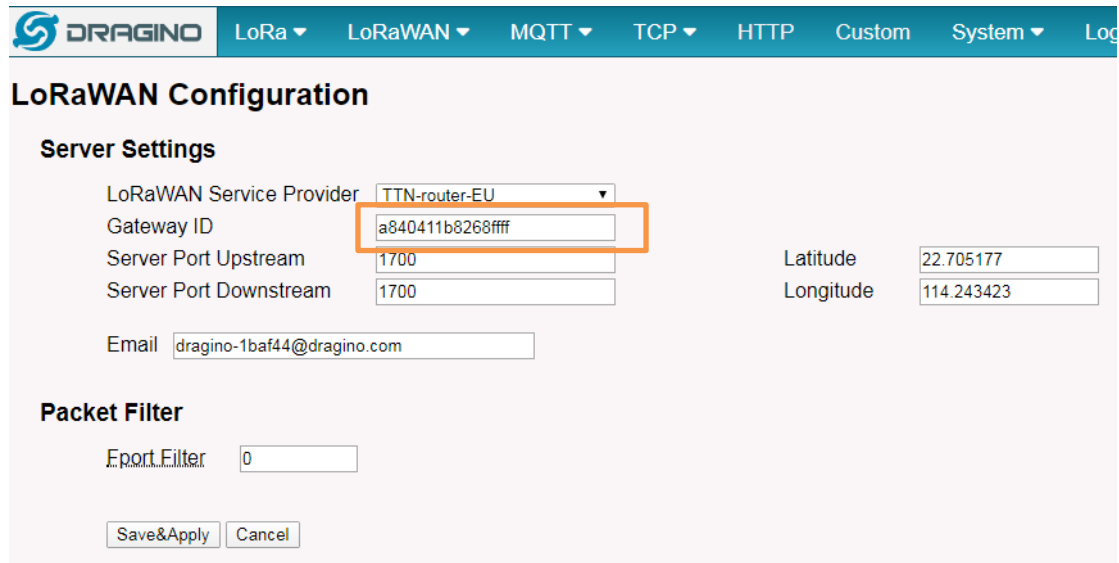 DRAGINO LoRa ▾ LoRaWAN ▾ MQTT ▾ TCP ▾ HTTP Custom System ▾ Log
LoRaWAN Configuration
Server Settings
LoRaWAN Service Provider TTN-router-EU
Gateway ID a840411b8268ffff
Server Port Upstream 1700 Latitude 22.705177
Server Port Downstream 1700 Longitude 114.243423
Email dragino-1baf44@dragino.com
Packet Filter
Fport Filter 0
Save&Apply Cancel